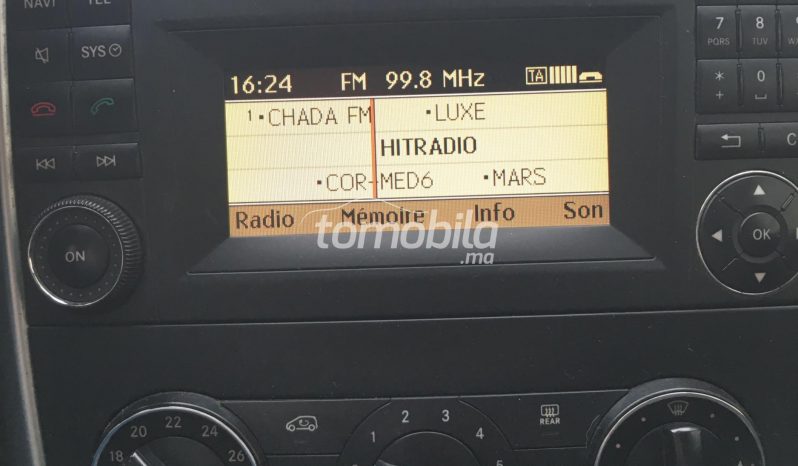 NAVI TEL
SYS
ON
16:24 FM 99.8 MHz TA
1•CHADA FM •LUXE
HITRADIO
•COR-MED6 •MARS
Radio Mémoire Info Son
tomobila
.ma
7 8 9
PQRS TUV
* 0
+
C
OK
18 20 22 24 26
1 2 3 4 5
REAR